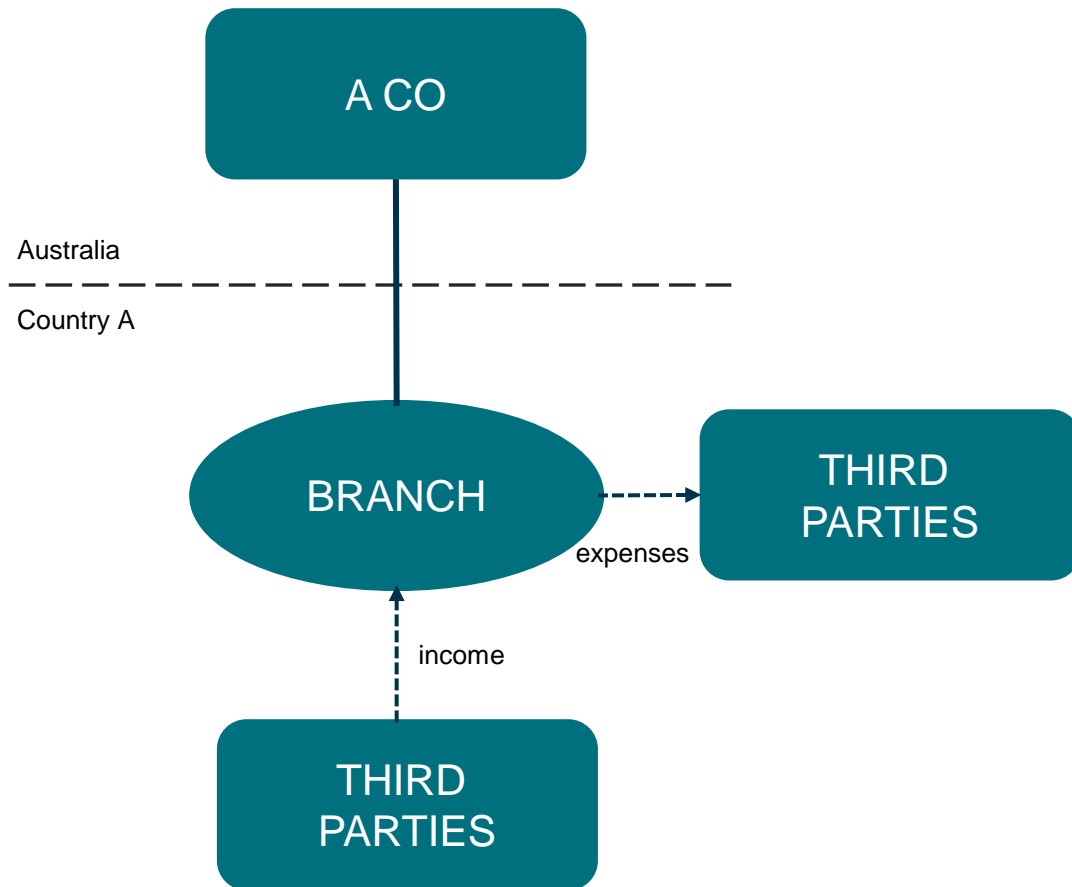 A CO
Australia
Country A
BRANCH
THIRD
PARTIES
expenses
income
THIRD
PARTIES